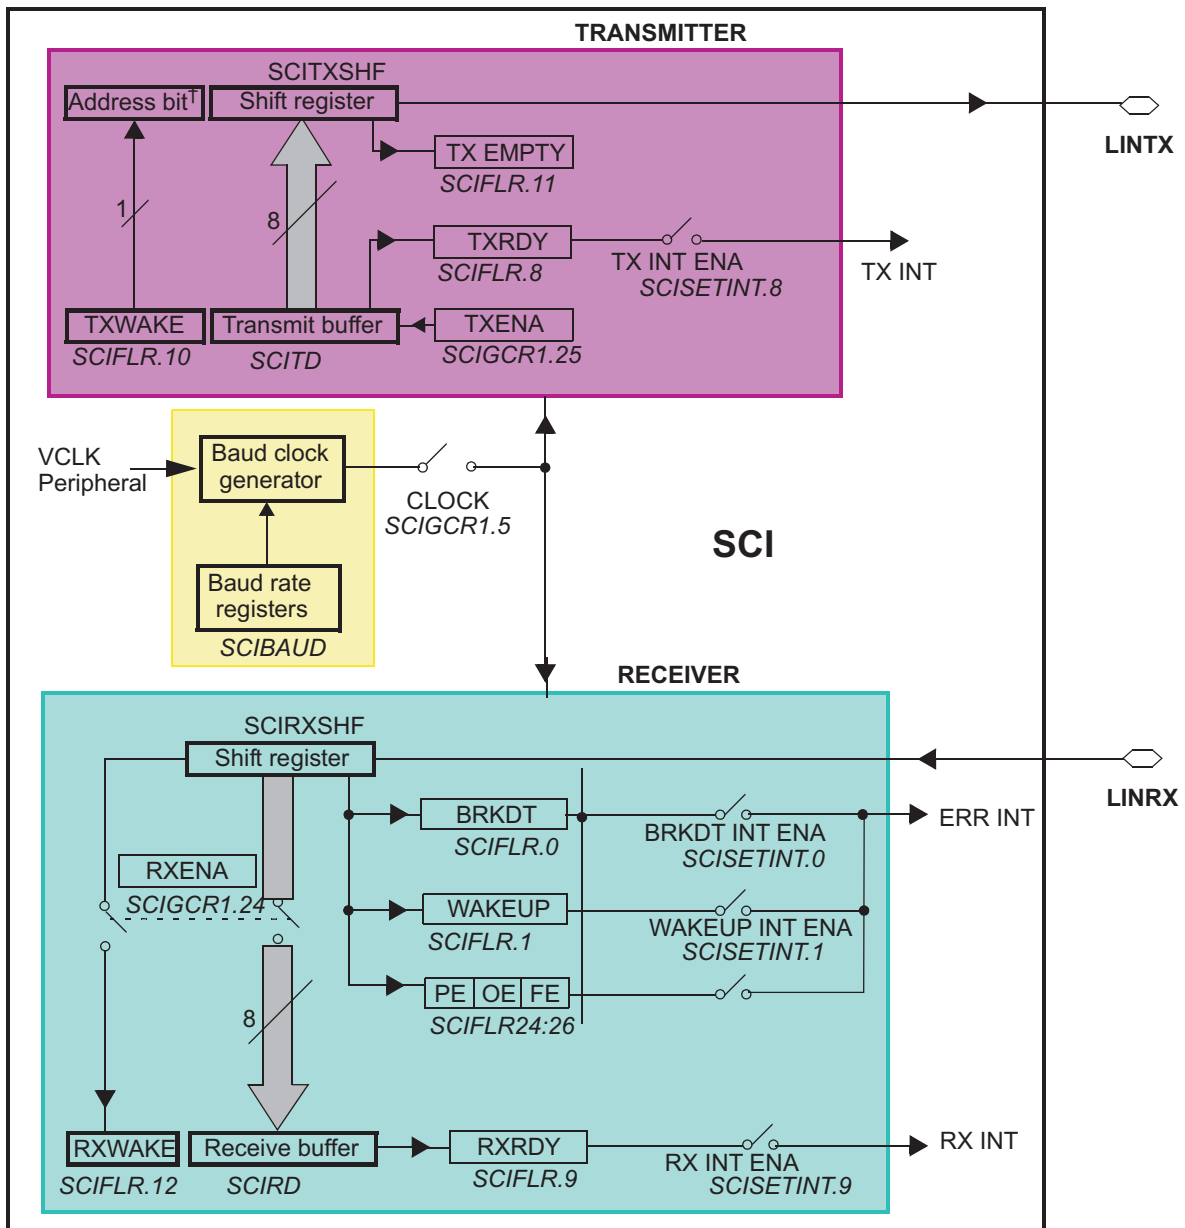 TRANSMITTER
SCITXSHF
Address bit†
Shift register
LINTX
TX EMPTY
SCIFLR.11
1
8
TXRDY
SCIFLR.8
TX INT ENA
SCISETINT.8
TX INT
TXWAKE
SCIFLR.10
Transmit buffer
SCITD
TXENA
SCIGCR1.25
VCLK
Peripheral
Baud clock
generator
CLOCK
SCIGCR1.5
SCI
Baud rate
registers
SCIBAUD
RECEIVER
SCIRXSHF
Shift register
LINRX
BRKDT
SCIFLR.0
BRKDT INT ENA
SCISETINT.0
ERR INT
RXENA
SCIGCR1.24
WAKEUP
SCIFLR.1
WAKEUP INT ENA
SCISETINT.1
PE OE FE
SCIFLR24:26
8
RXWAKE
SCIFLR.12
Receive buffer
SCIRD
RXRDY
SCIFLR.9
RX INT ENA
SCISETINT.9
RX INT